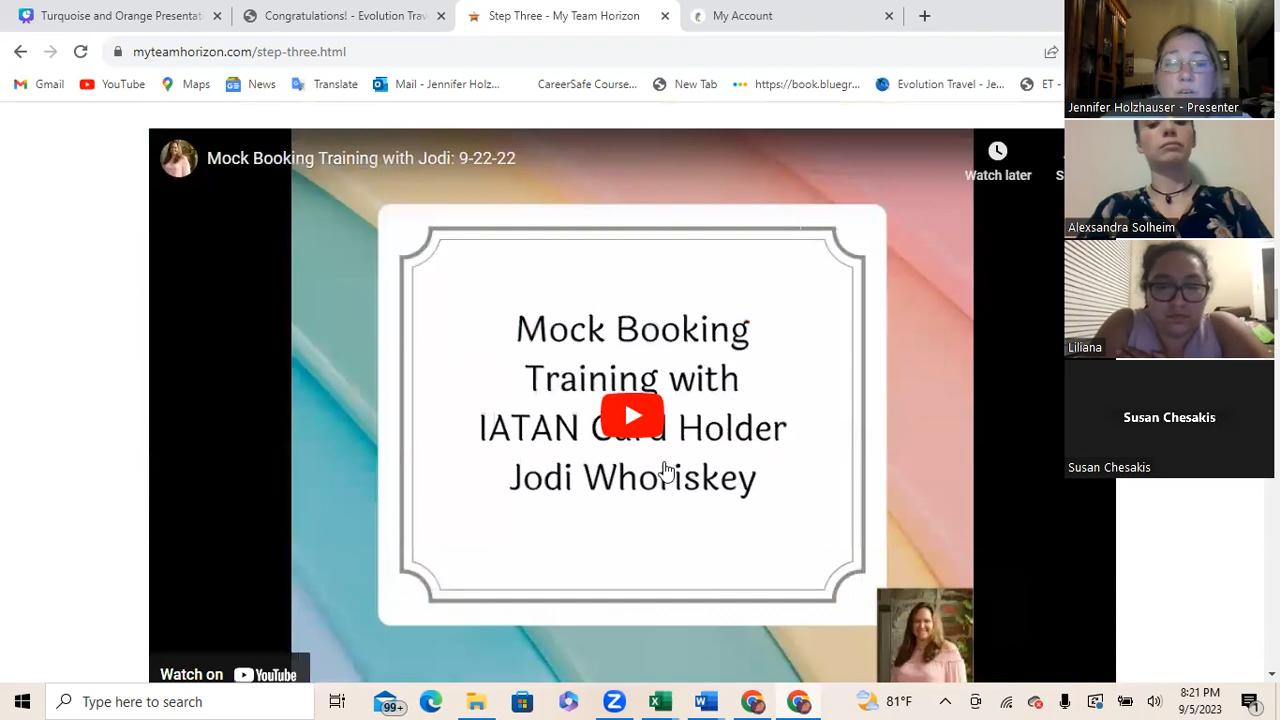 Turquoise and Orange Presentati
Congratulations! - Evolution Trav
Step Three - My Team Horizon
My Account
myteamhorizon.com/step-three.html
Gmail
YouTube
Maps
News
Translate
Mail - Jennifer Holz...
CareerSafe Course...
New Tab
https://book.bluegr...
Evolution Travel - Je...
ET -
Mock Booking Training with Jodi: 9-22-22
Watch later
S
Mock Booking
Training with
IATAN Card Holder
Jodi Whoriskey
Watch on YouTube
Jennifer Holzhauser - Presenter
Alexsandra Solheim
Liliana
Susan Chesakis
Susan Chesakis
Type here to search
99+
81°F
8:21 PM
9/5/2023
1